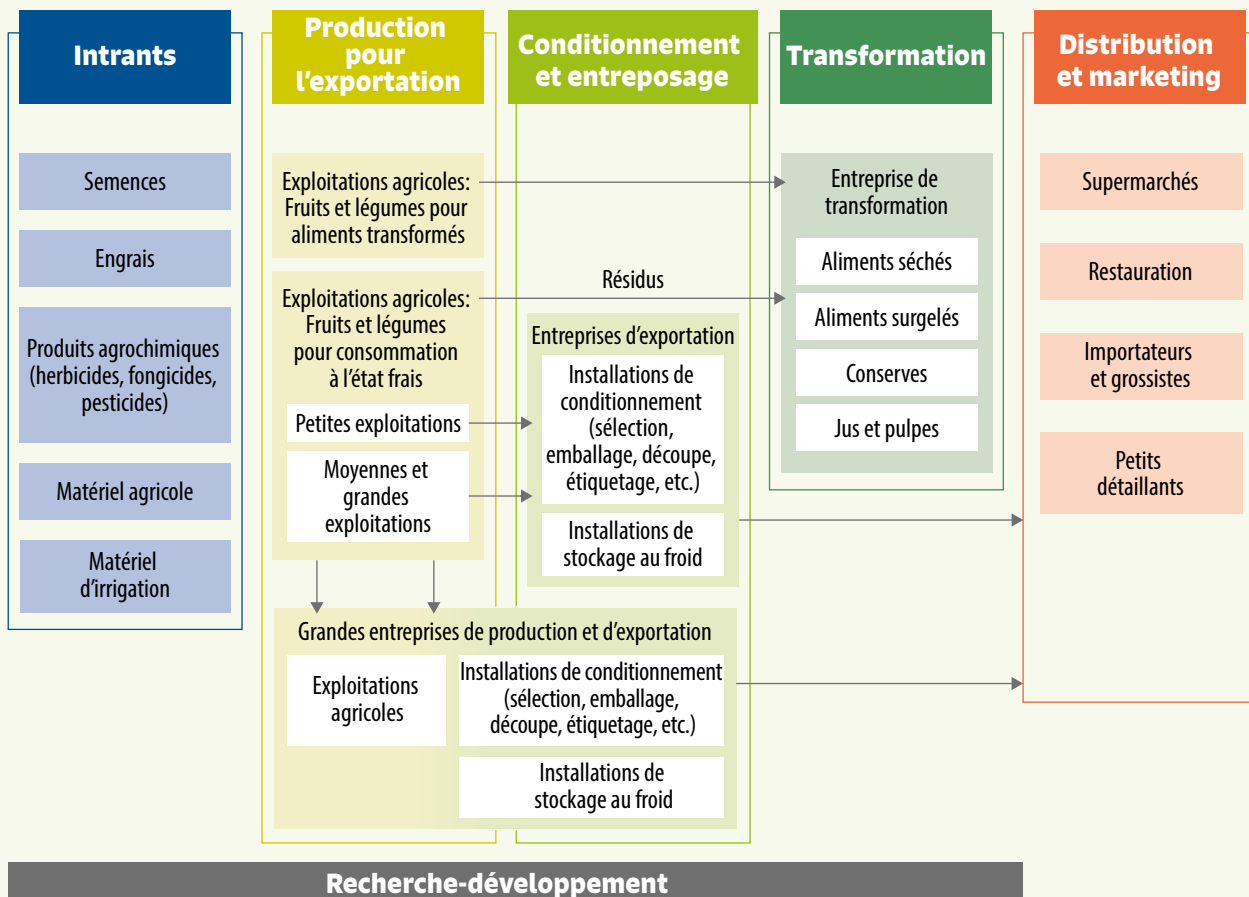 Intrants
Semences
Engrais
Produits agrochimiques
(herbicides, fongicides,
pesticides)
Matériel agricole
Matériel
d'irrigation
Production
pour
l'exportation
Exploitations agricoles:
Fruits et légumes pour
aliments transformés
Exploitations agricoles:
Fruits et légumes
pour consommation
à l'état frais
Petites exploitations
Moyennes et
grandes
exploitations
Conditionnement
et entreposage
Résidus
Entreprises d'exportation
Installations de
conditionnement
(sélection,
emballage, découpe,
étiquetage, etc.)
Installations de
stockage au froid
Grandes entreprises de production et d'exportation
Exploitations
agricoles
Installations de conditionnement
(sélection, emballage,
découpe, étiquetage, etc.)
Installations de
stockage au froid
Transformation
Entreprise de
transformation
Aliments séchés
Aliments surgelés
Conserves
Jus et pulpes
Distribution
et marketing
Supermarchés
Restauration
Importateurs
et grossistes
Petits
détaillants
Recherche-développement